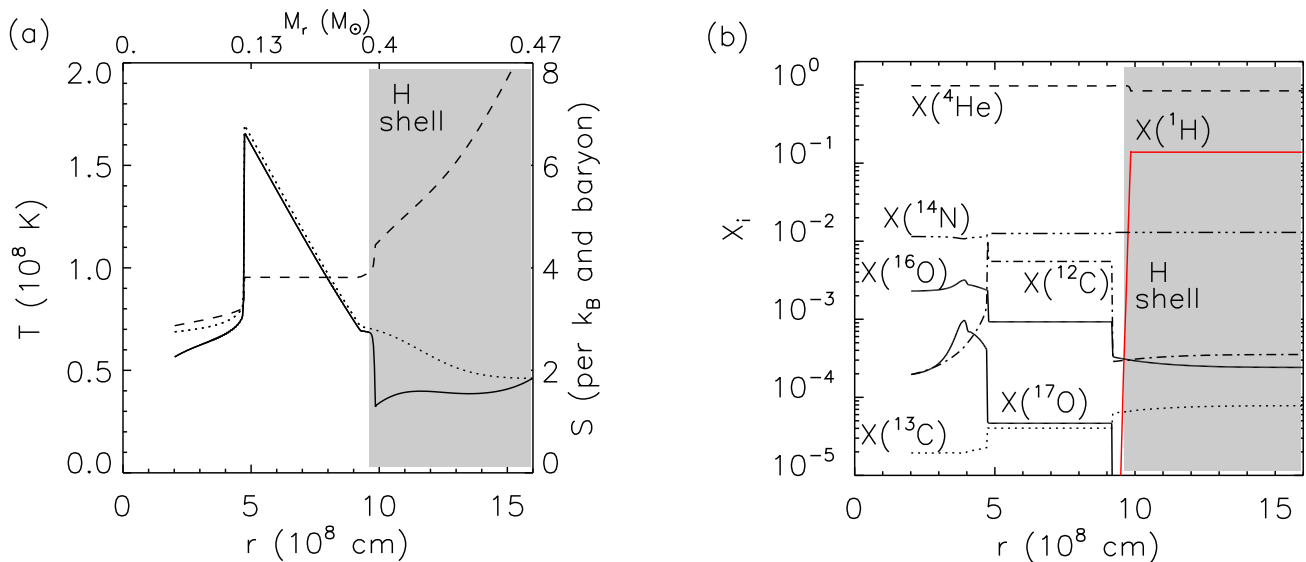 (a)
M_r (M_⊙)
0. 0.13 0.4 0.47
2.0
1.5
1.0
0.5
0.0
T (10^8 K)
H
shell
8
6
4
2
0
S (per k_B and baryon)
0 5 10 15
r (10^8 cm)
(b)
10^0
10^-1
10^-2
10^-3
10^-4
10^-5
X_i
X(^4He)
X(^1H)
X(^14N)
X(^16O)
X(^12C)
H
shell
X(^17O)
X(^13C)
0 5 10 15
r (10^8 cm)